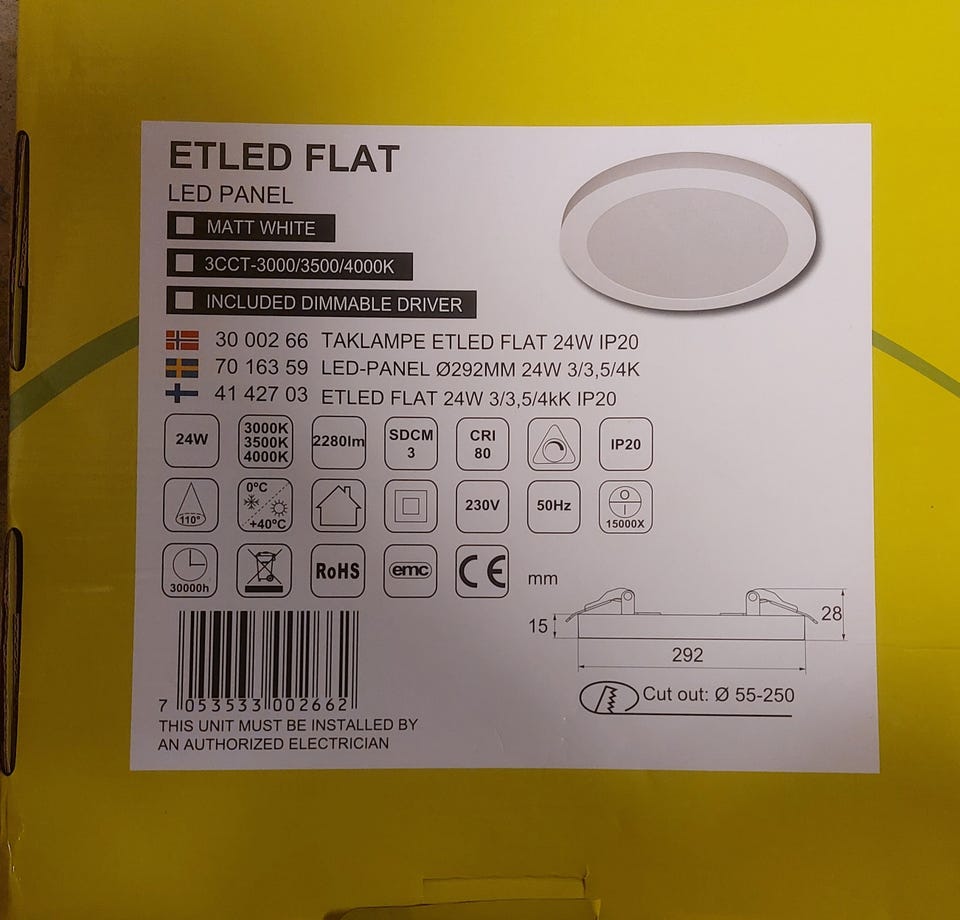 ETLED FLAT
LED PANEL
MATT WHITE
3CCT-3000/3500/4000K
INCLUDED DIMMABLE DRIVER
30 002 66 TAKLAMPE ETLED FLAT 24W IP20
70 163 59 LED-PANEL Ø292MM 24W 3/3,5/4K
41 427 03 ETLED FLAT 24W 3/3,5/4kK IP20
24W
3000K
3500K
4000K
2280lm
SDCM
3
CRI
80
IP20
110°
0°C
+40°C
230V
50Hz
15000X
30000h
RoHS
emc
CE
mm
15
28
292
Cut out: Ø 55-250
7 053533 002662
THIS UNIT MUST BE INSTALLED BY
AN AUTHORIZED ELECTRICIAN